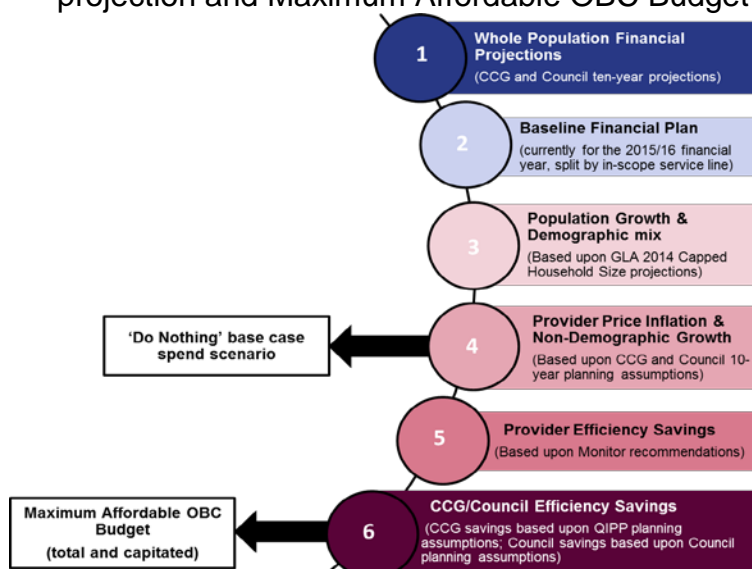 projection and Maximum Affordable OBC Budget
1
Whole Population Financial
Projections
(CCG and Council ten-year projections)
2
Baseline Financial Plan
(currently for the 2015/16 financial
year, split by in-scope service line)
3
Population Growth &
Demographic mix
(Based upon GLA 2014 Capped
Household Size projections)
'Do Nothing' base case
spend scenario
4
Provider Price Inflation &
Non-Demographic Growth
(Based upon CCG and Council 10-
year planning assumptions)
5
Provider Efficiency Savings
(Based upon Monitor recommendations)
Maximum Affordable OBC
Budget
(total and capitated)
6
CCG/Council Efficiency Savings
(CCG savings based upon QIPP planning
assumptions; Council savings based upon Council
planning assumptions)